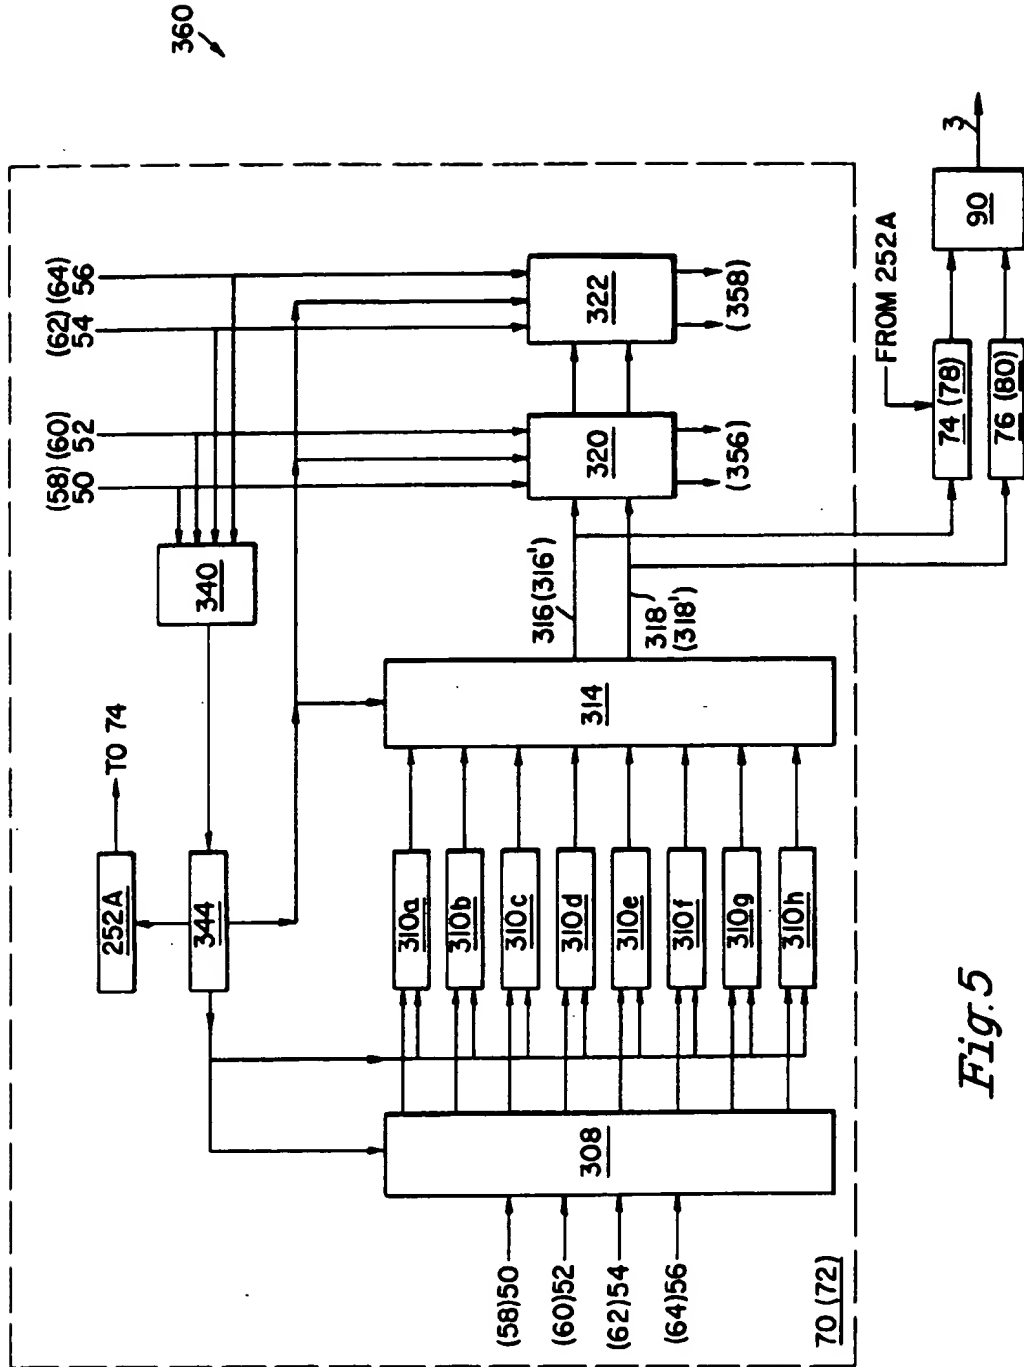 360
(58) (60)
50 52
(62) (64)
54 56
340
252A
TO 74
344
310a
310b
310c
310d
310e
310f
310g
310h
308
314
316 (316')
318'
(318')
320
322
(356)
(358)
(58)50
(60)52
(62)54
(64)56
70 (72)
FROM 252A
74 (78)
76 (80)
90
3
Fig. 5